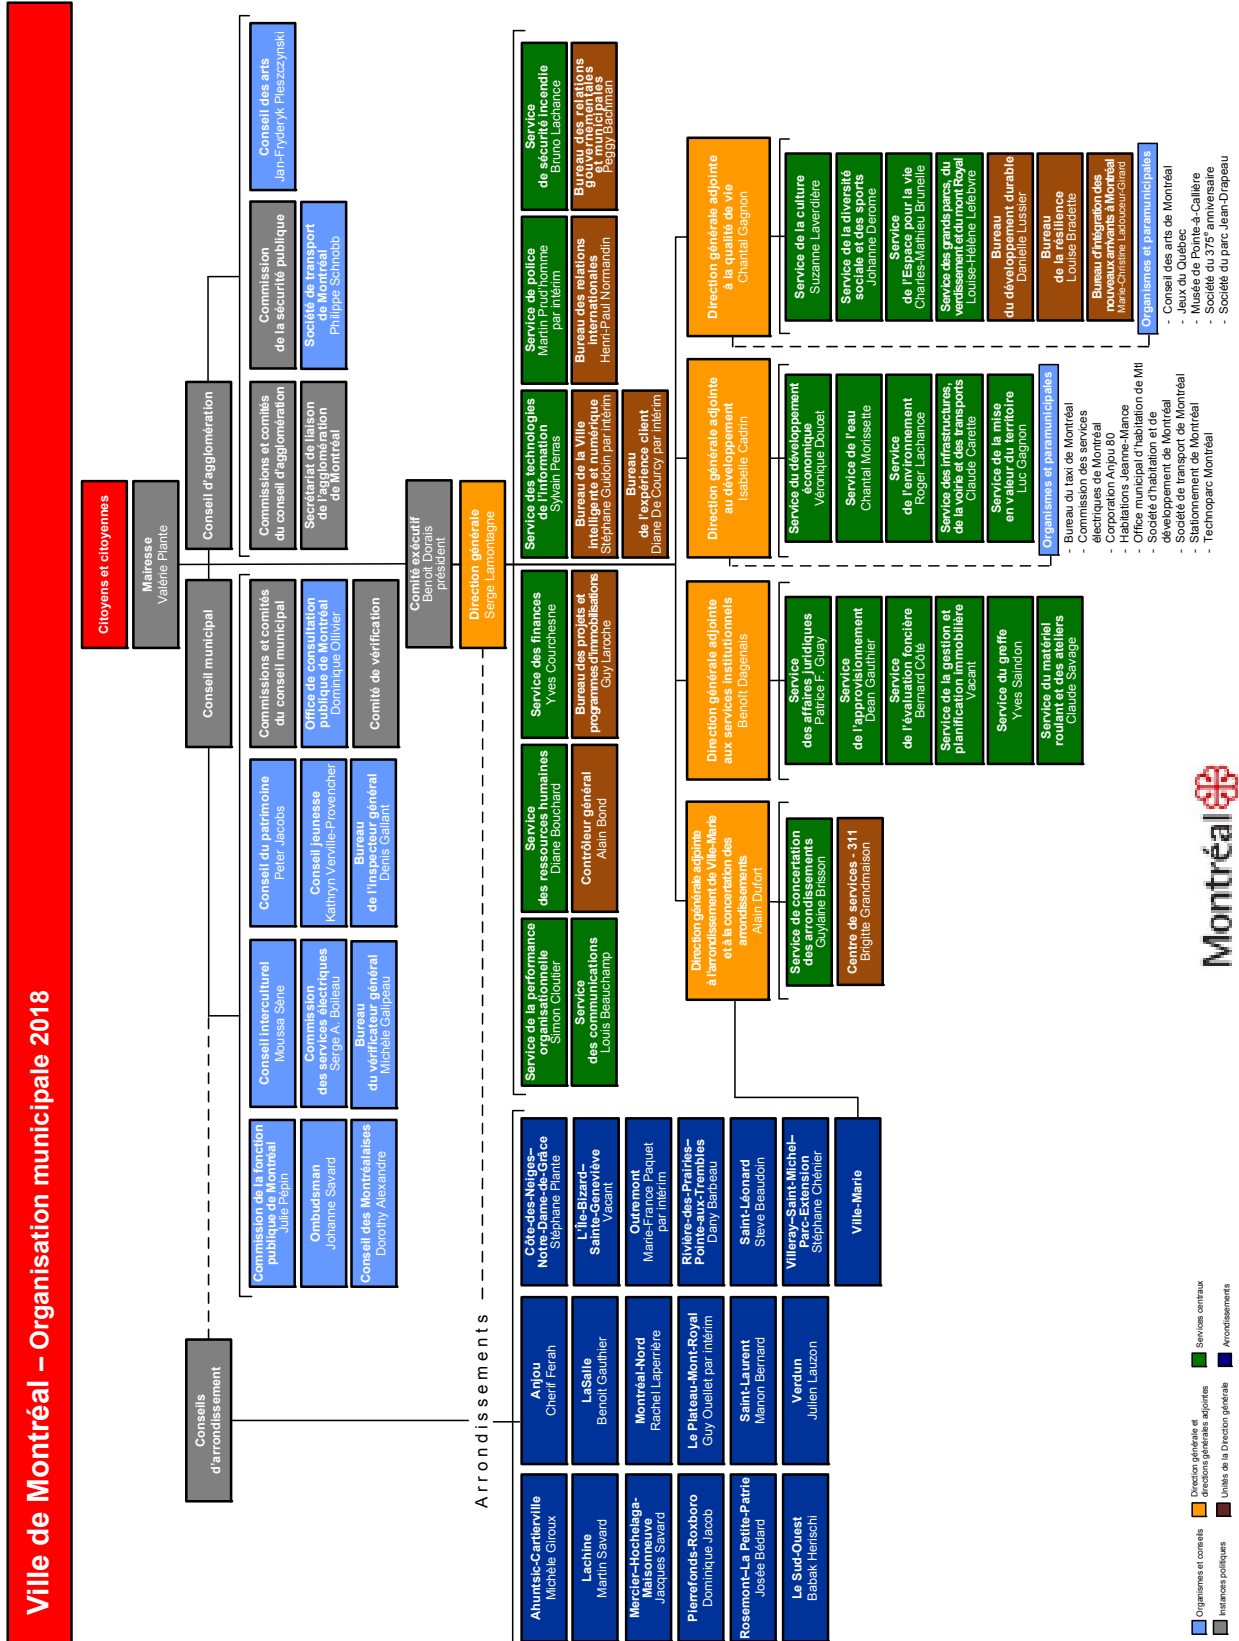 Ville de Montréal – Organisation municipale 2018
Citoyens et citoyennes
Mairesse
Valérie Plante
Conseils
d'arrondissement
Conseil municipal
Conseil d'agglomération
Commission de la fonction
publique de Montréal
Julie Pépin
Conseil interculturel
Moussa Sène
Conseil du patrimoine
Peter Jacobs
Commissions et comités
du conseil municipal
Ombudsman
Johanne Savard
Commission
des services électriques
Serge A. Boileau
Conseil jeunesse
Kathryn Verville-Provencher
Office de consultation
publique de Montréal
Dominique Ollivier
Conseil des Montréalaises
Dorothy Alexandre
Bureau
du vérificateur général
Michèle Galipeau
Bureau
de l'inspecteur général
Denis Gallant
Comité de vérification
Commissions et comités
du conseil d'agglomération
Commission
de la sécurité publique
Conseil des arts
Jan-Fryderyk Pleszczynski
Secrétariat de liaison
de l'agglomération
de Montréal
Société de transport
de Montréal
Philippe Schnobb
Comité exécutif
Benoit Dorais
président
Direction générale
Serge Lamontagne
Arrondissements
Ahuntsic-Cartierville
Michèle Giroux
Anjou
Cherif Ferah
Côte-des-Neiges–
Notre-Dame-de-Grâce
Stéphane Plante
Lachine
Martin Savard
LaSalle
Benoit Gauthier
L'Île-Bizard–
Sainte-Geneviève
Vacant
Mercier–Hochelaga-
Maisonneuve
Jacques Savard
Montréal-Nord
Rachel Laperrière
Outremont
Marie-France Paquet
par intérim
Pierrefonds-Roxboro
Dominique Jacob
Le Plateau-Mont-Royal
Guy Ouellet par intérim
Rivière-des-Prairies–
Pointe-aux-Trembles
Dany Barbeau
Rosemont–La Petite-Patrie
Josée Bédard
Saint-Laurent
Manon Bernard
Saint-Léonard
Steve Beaudoin
Le Sud-Ouest
Babak Herischi
Verdun
Julien Lauzon
Villeray–Saint-Michel–
Parc-Extension
Stéphane Chénier
Ville-Marie
Service de la performance
organisationnelle
Simon Cloutier
Service
des ressources humaines
Diane Bouchard
Service des finances
Yves Courchesne
Service des technologies
de l'information
Sylvain Perras
Service de police
Martin Prud'homme
par intérim
Service
de sécurité incendie
Bruno Lachance
Service
des communications
Louis Beauchamp
Contrôleur général
Alain Bond
Bureau des projets et
programmes d'immobilisations
Guy Laroche
Bureau de la Ville
intelligente et numérique
Stéphane Guidoin par intérim
Bureau des relations
internationales
Henri-Paul Normandin
Bureau des relations
gouvernementales
et municipales
Peggy Bachman
Bureau
de l'expérience client
Diane De Courcy par intérim
Direction générale adjointe
à l'arrondissement de Ville-Marie
et à la concertation des
arrondissements
Alain Dufort
Service de concertation
des arrondissements
Guylaine Brisson
Centre de services - 311
Brigitte Grandmaison
Direction générale adjointe
aux services institutionnels
Benoit Dagenais
Service
des affaires juridiques
Patrice F. Guay
Service
de l'approvisionnement
Dean Gauthier
Service
de l'évaluation foncière
Bernard Côté
Service de la gestion et
planification immobilière
Vacant
Service du greffe
Yves Saindon
Service du matériel
roulant et des ateliers
Claude Savage
Direction générale adjointe
au développement
Isabelle Cadrin
Service du développement
économique
Véronique Doucet
Service de l'eau
Chantal Morissette
Service
de l'environnement
Roger Lachance
Service des infrastructures,
de la voirie et des transports
Claude Carette
Service de la mise
en valeur du territoire
Luc Gagnon
Organismes et paramunicipales
- Bureau du taxi de Montréal
- Commission des services
électriques de Montréal
- Corporation Anjou 80
- Habitations Jeanne-Mance
- Office municipal d'habitation de Mtl
- Société d'habitation et de
développement de Montréal
- Société de transport de Montréal
- Stationnement de Montréal
- Technoparc Montréal
Direction générale adjointe
à la qualité de vie
Chantal Gagnon
Service de la culture
Suzanne Laverdière
Service de la diversité
sociale et des sports
Johanne Derome
Service
de l'Espace pour la vie
Charles-Mathieu Brunelle
Service des grands parcs, du
verdissement et du mont Royal
Louise-Hélène Lefebvre
Bureau
du développement durable
Danielle Lussier
Bureau
de la résilience
Louise Bradette
Bureau d'intégration des
nouveaux arrivants à Montréal
Marie-Christine Ladouceur-Girard
Organismes et paramunicipales
- Conseil des arts de Montréal
- Jeux du Québec
- Musée de Pointe-à-Callière
- Société du 375e anniversaire
- Société du parc Jean-Drapeau
Organismes et conseils
Direction générale et
directions générales adjointes
Services centraux
Instances politiques
Unités de la Direction générale
Arrondissements
Montréal